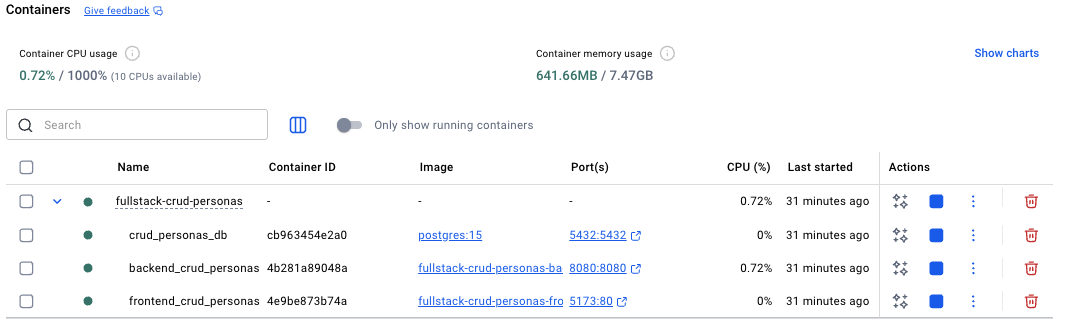 Containers Give feedback
Container CPU usage
0.72% / 1000% (10 CPUs available)
Container memory usage
641.66MB / 7.47GB
Show charts
Search
Only show running containers
Name Container ID Image Port(s) CPU (%) Last started Actions
fullstack-crud-personas - - - 0.72% 31 minutes ago
crud_personas_db cb963454e2a0 postgres:15 5432:5432 0% 31 minutes ago
backend_crud_personas 4b281a89048a fullstack-crud-personas-ba 8080:8080 0.72% 31 minutes ago
frontend_crud_personas 4e9be873b74a fullstack-crud-personas-fro 5173:80 0% 31 minutes ago